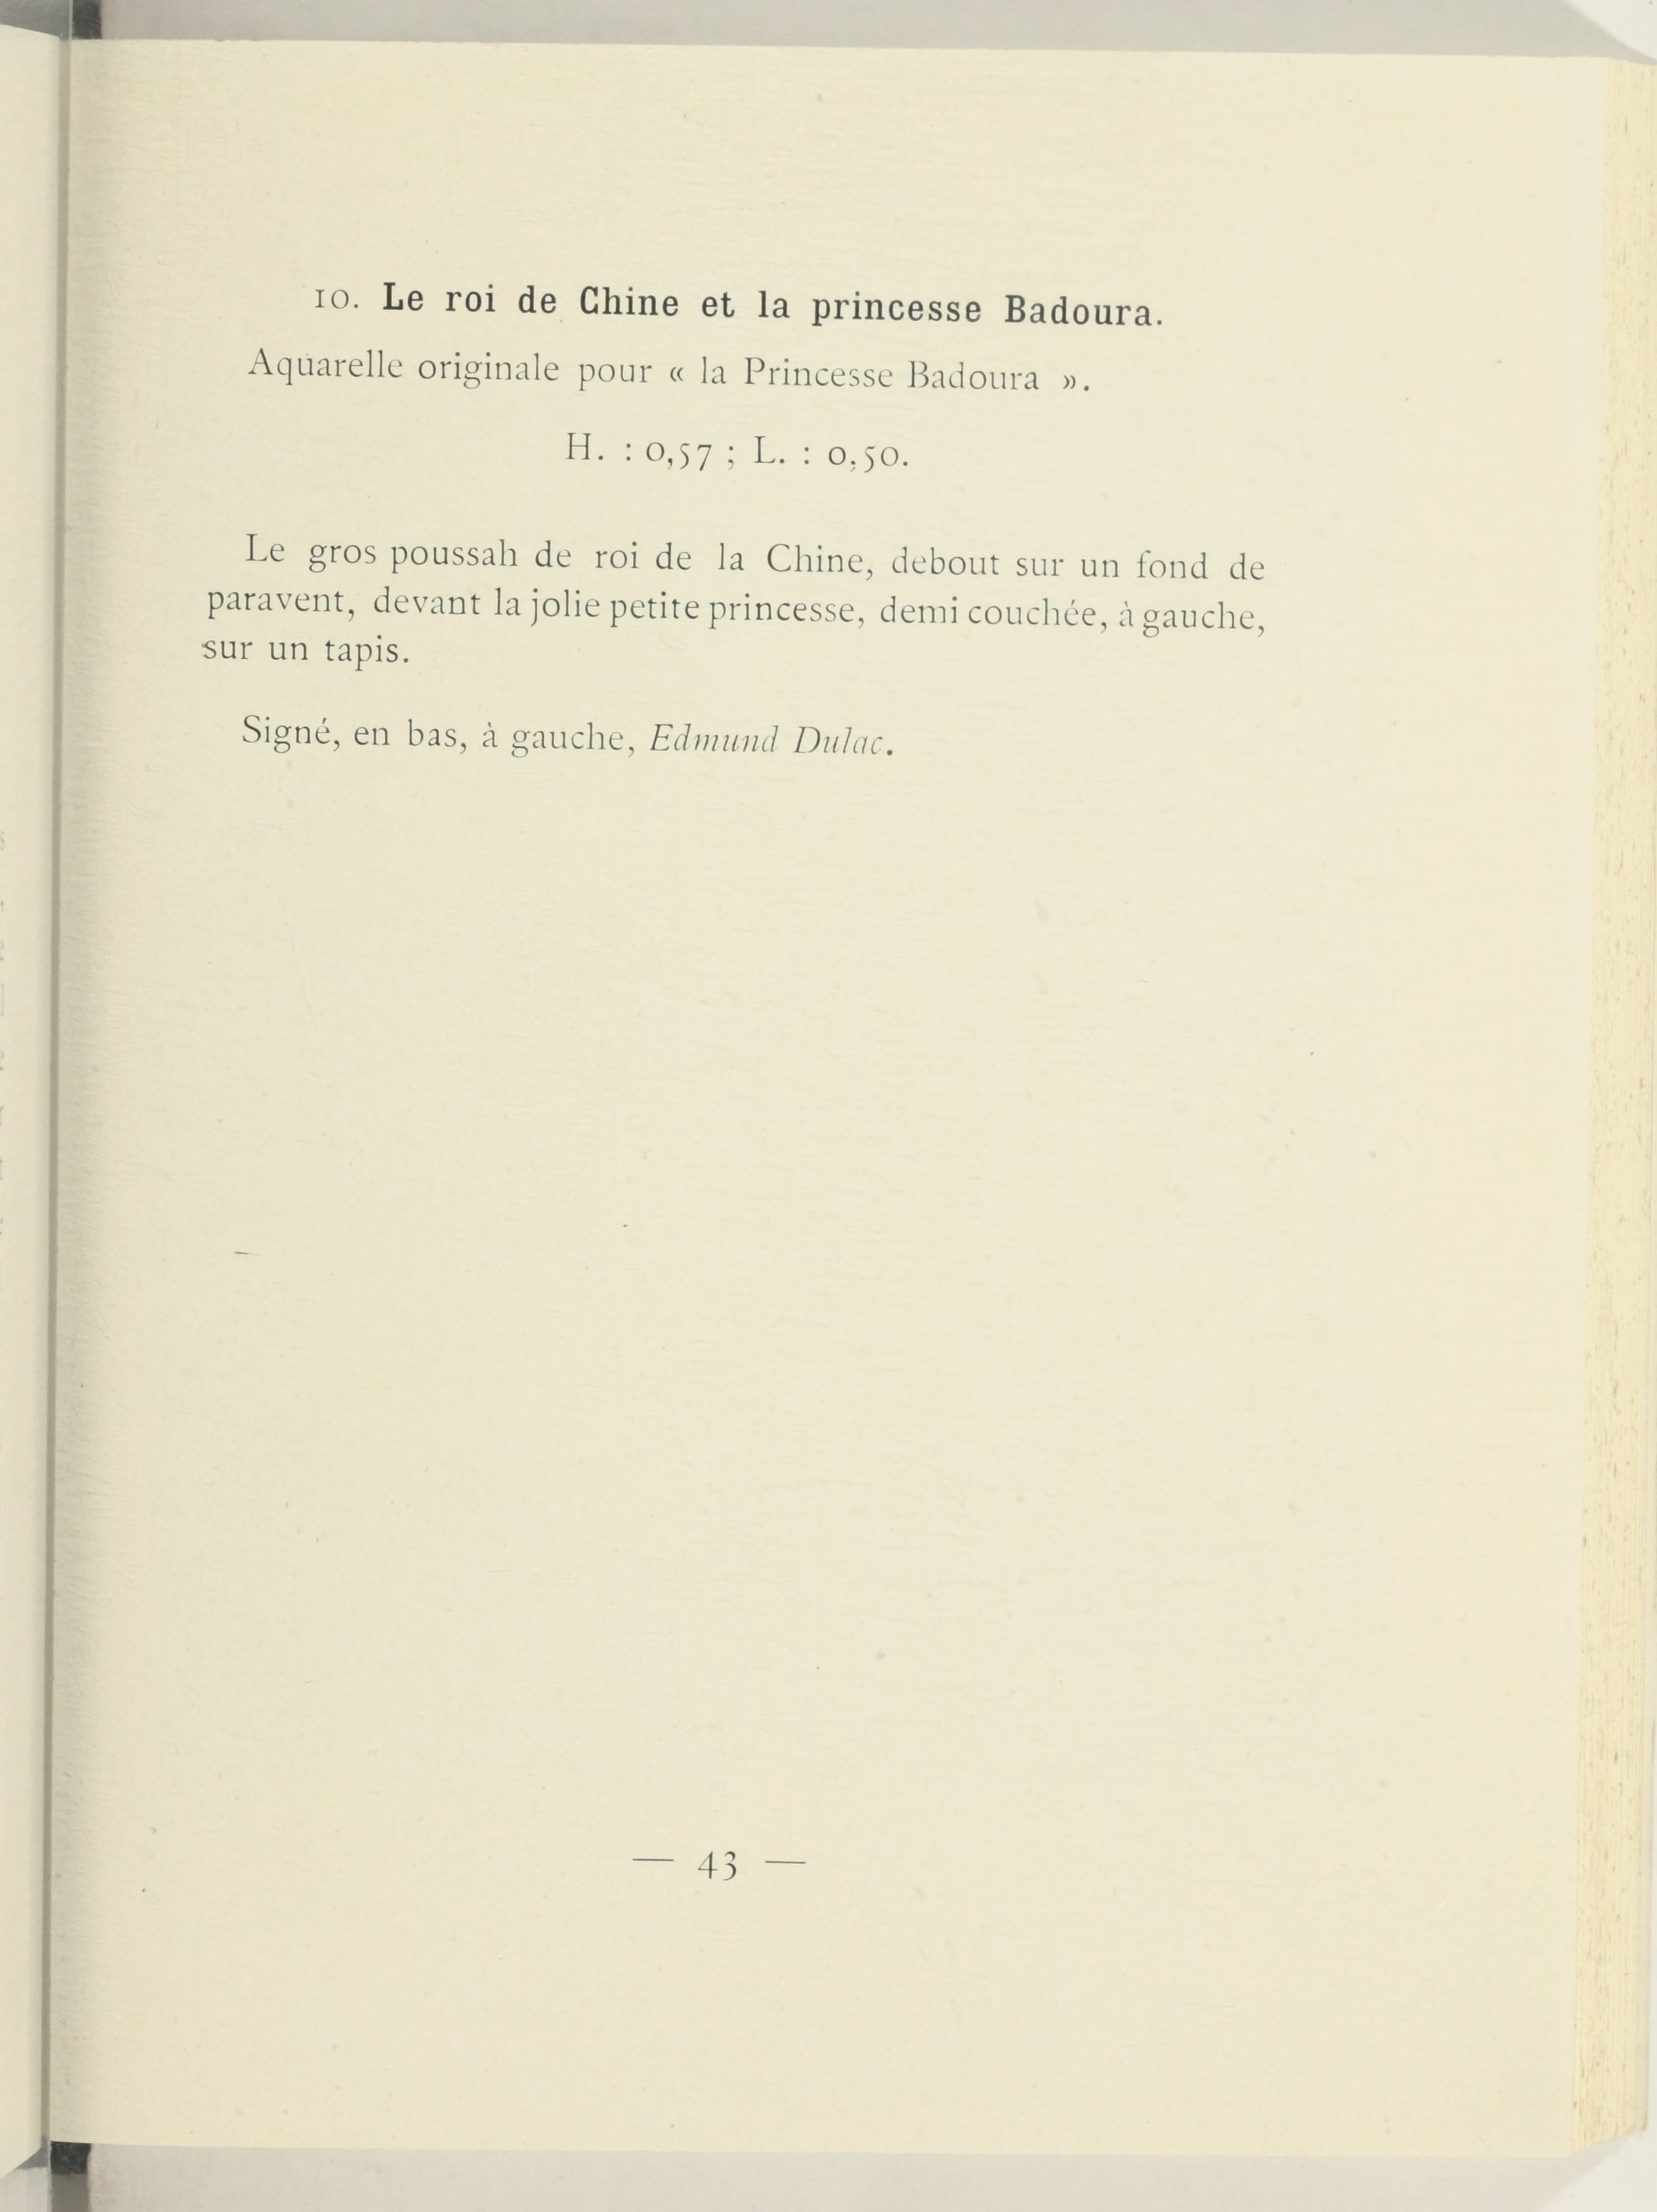 10. Le roi de Chine et la princesse Badoura.
Aquarelle originale pour « la Princesse Badoura ».
H. : 0,57 ; L. : 0,50.
Le gros poussah de roi de la Chine, debout sur un fond de
paravent, devant la jolie petite princesse, demi couchée, à gauche,
sur un tapis.
Signé, en bas, à gauche, Edmund Dulac.
— 43 —